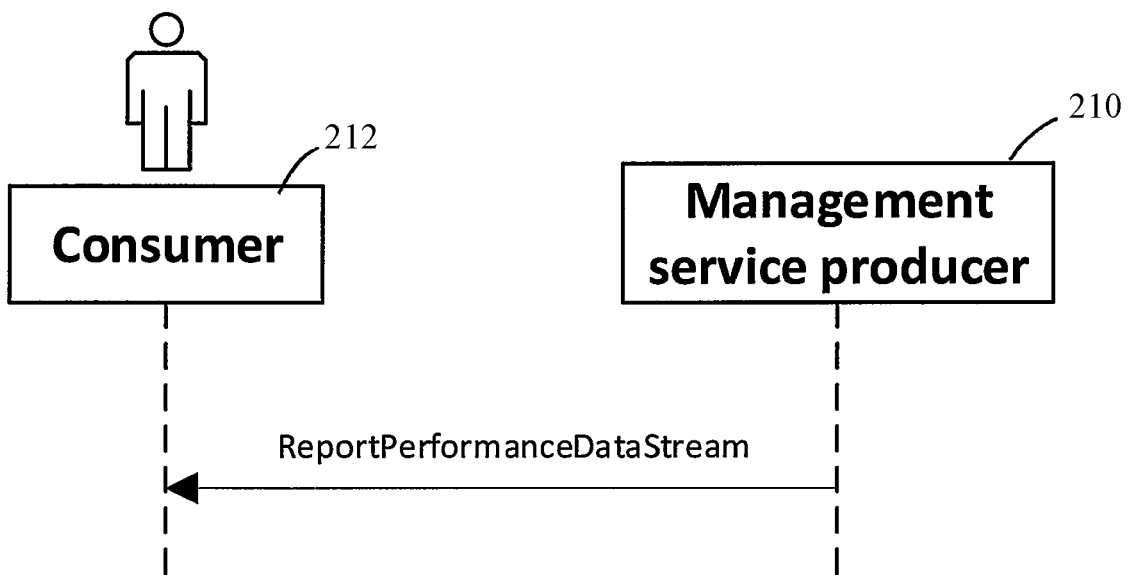 210
212
Management
service producer
Consumer
ReportPerformanceDataStream